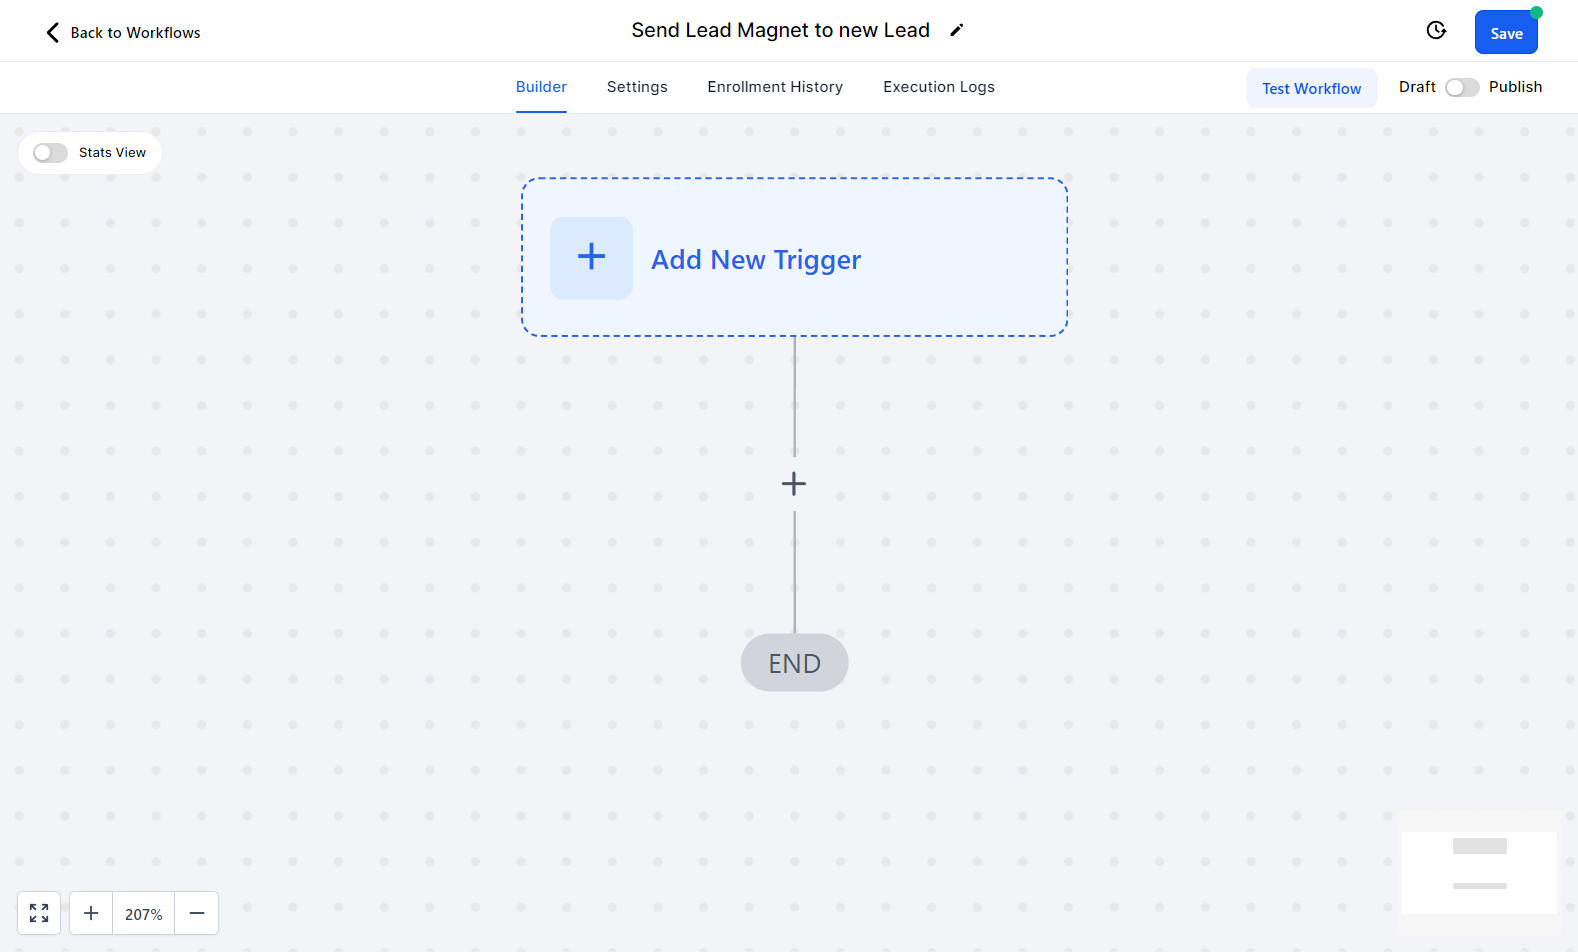 Back to Workflows
Send Lead Magnet to new Lead
Save
Builder
Settings
Enrollment History
Execution Logs
Test Workflow
Draft
Publish
Stats View
Add New Trigger
END
207%